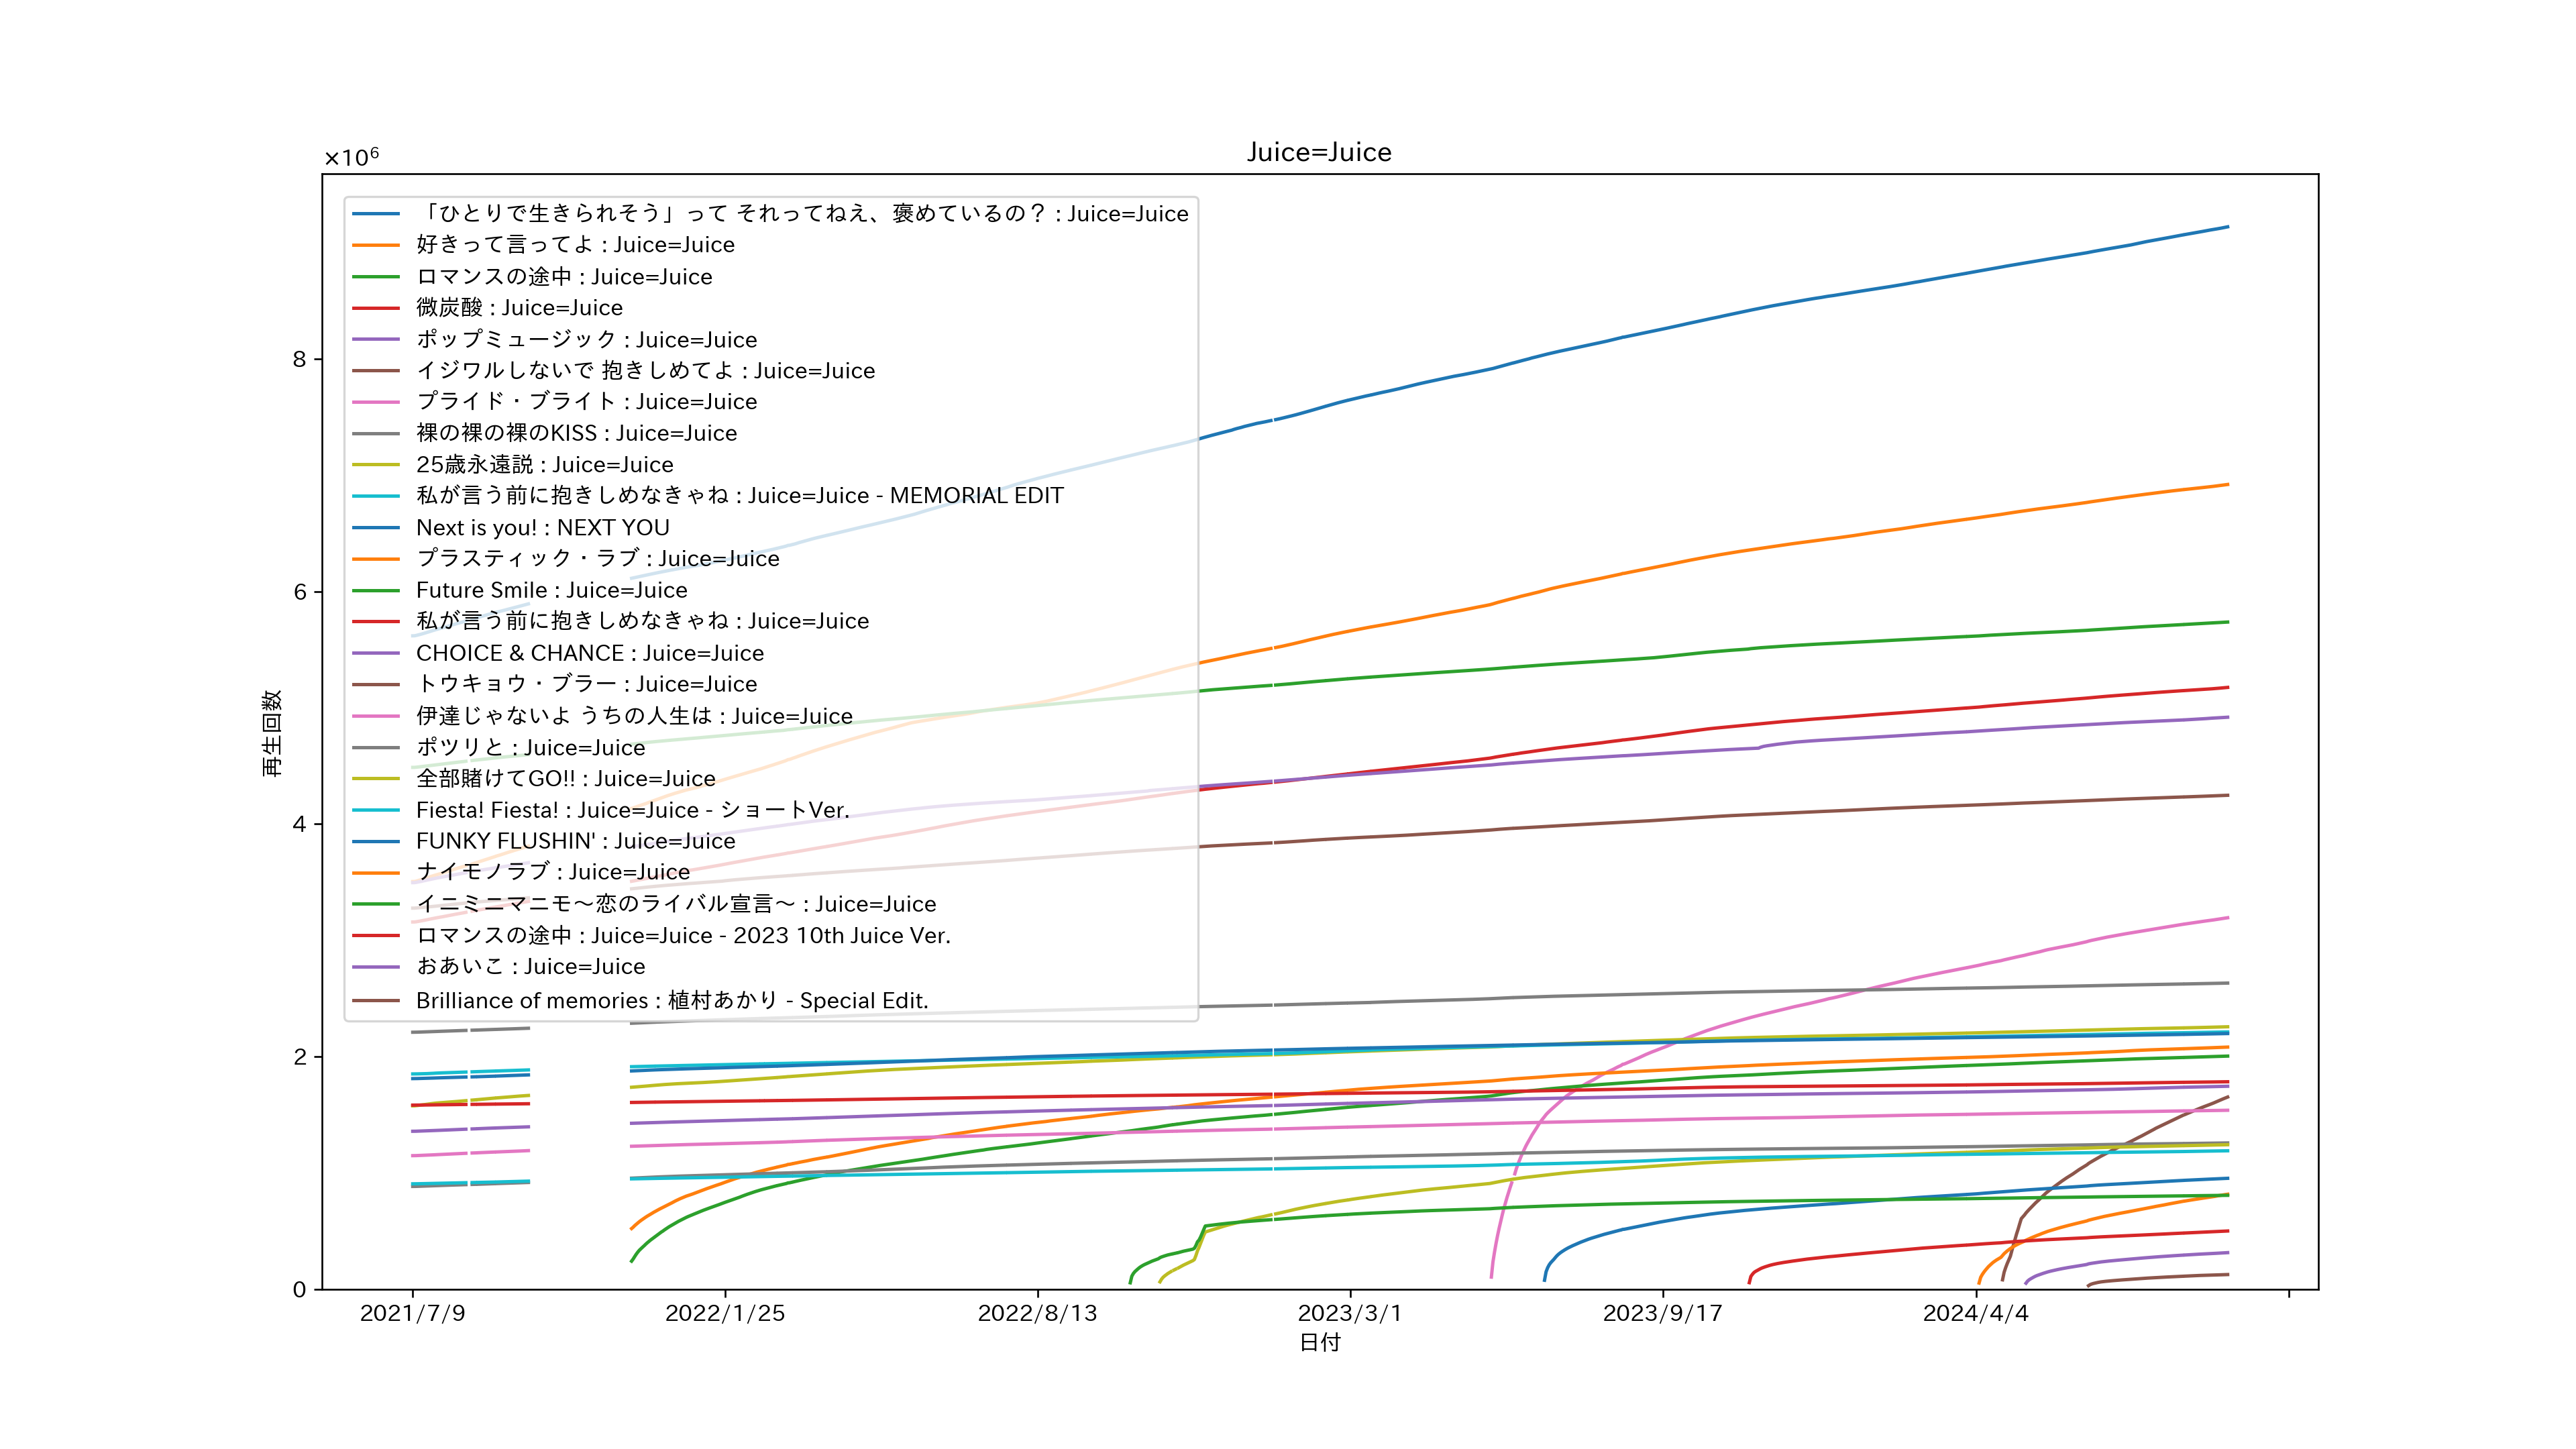 Juice=Juice
×10⁶
「ひとりで生きられそう」って それってねえ、褒めているの? : Juice=Juice
好きって言ってよ : Juice=Juice
ロマンスの途中 : Juice=Juice
微炭酸 : Juice=Juice
ポップミュージック : Juice=Juice
イジワルしないで 抱きしめてよ : Juice=Juice
プライド・ブライト : Juice=Juice
裸の裸の裸のKISS : Juice=Juice
25歳永遠説 : Juice=Juice
私が言う前に抱きしめなきゃね : Juice=Juice - MEMORIAL EDIT
Next is you! : NEXT YOU
プラスティック・ラブ : Juice=Juice
Future Smile : Juice=Juice
私が言う前に抱きしめなきゃね : Juice=Juice
CHOICE & CHANCE : Juice=Juice
トウキョウ・ブラー : Juice=Juice
伊達じゃないよ うちの人生は : Juice=Juice
ポツリと : Juice=Juice
全部賭けてGO!! : Juice=Juice
Fiesta! Fiesta! : Juice=Juice - ショートVer.
FUNKY FLUSHIN' : Juice=Juice
ナイモノラブ : Juice=Juice
イニミニマニモ～恋のライバル宣言～ : Juice=Juice
ロマンスの途中 : Juice=Juice - 2023 10th Juice Ver.
おあいこ : Juice=Juice
Brilliance of memories : 植村あかり - Special Edit.
8
6
4
2
0
再生回数
2021/7/9
2022/1/25
2022/8/13
2023/3/1
2023/9/17
2024/4/4
日付